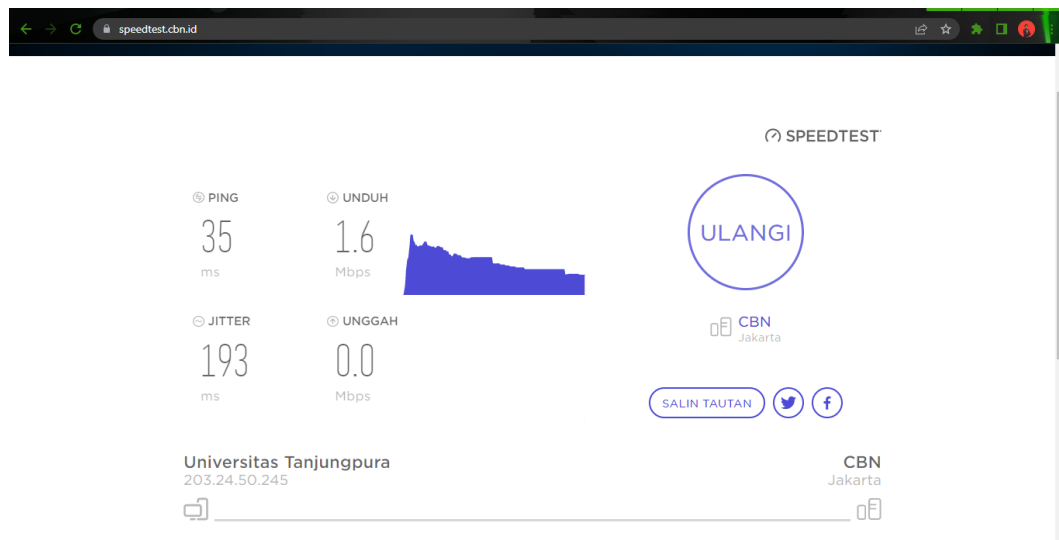 speedtest.cbn.id
SPEEDTEST
PING
35
ms
UNDUH
1.6
Mbps
JITTER
193
ms
UNGGAH
0.0
Mbps
ULANGI
CBN
Jakarta
SALIN TAUTAN
Universitas Tanjungpura
203.24.50.245
CBN
Jakarta